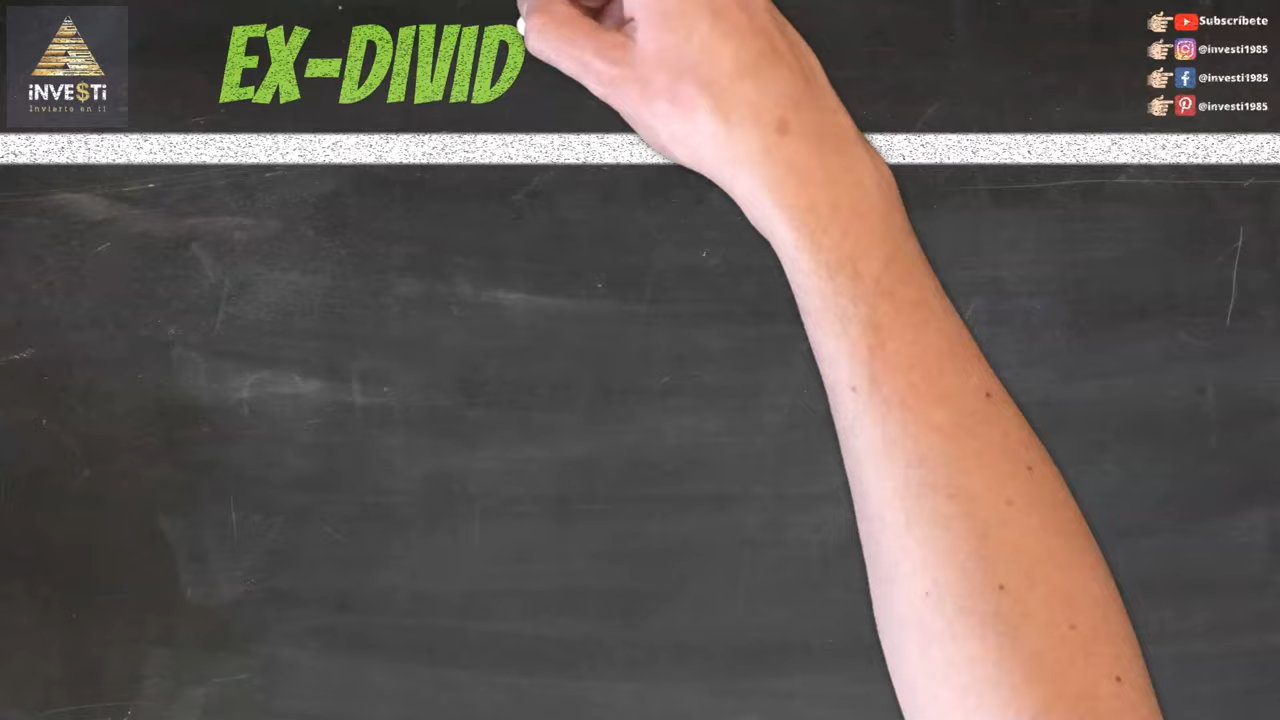 iNVE$Ti
Invierte en ti
EX-DIVID
Subscríbete
@investi1985
@investi1985
@investi1985